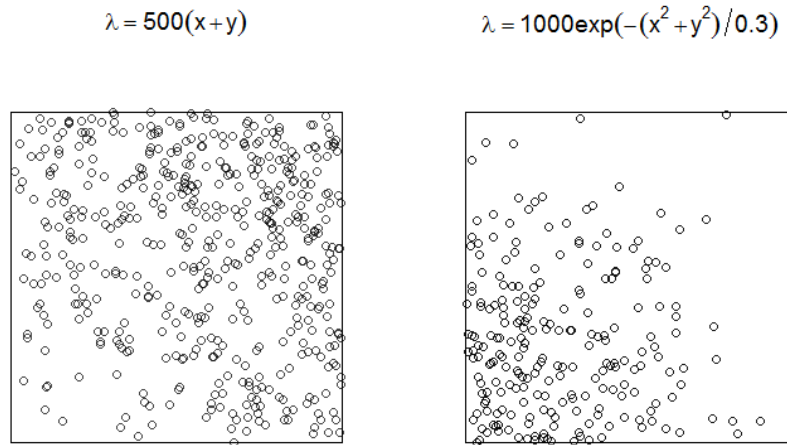 λ = 500(x+y)
λ = 1000exp(−(x²+y²)/0.3)